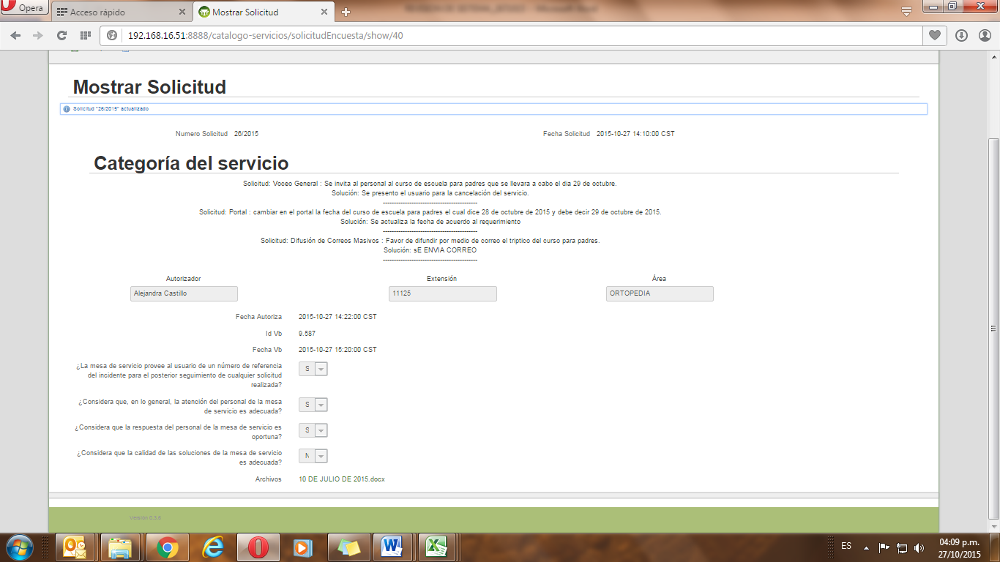 Opera
Acceso rápido
Mostrar Solicitud
192.168.16.51:8888/catalogo-servicios/solicitudEncuesta/show/40
Mostrar Solicitud
Solicitud "26/2015" actualizado
Numero Solicitud 26/2015 Fecha Solicitud 2015-10-27 14:10:00 CST
Categoría del servicio
Solicitud: Voceo General : Se invita al personal al curso de escuela para padres que se llevara a cabo el dia 29 de octubre.
Solución: Se presento el usuario para la cancelación del servicio.
-------------------------------------------
Solicitud: Portal : cambiar en el portal la fecha del curso de escuela para padres el cual dice 28 de octubre de 2015 y debe decir 29 de octubre de 2015.
Solución: Se actualiza la fecha de acuerdo al requerimiento
-------------------------------------------
Solicitud: Difusión de Correos Masivos : Favor de difundir por medio de correo el triptico del curso para padres.
Solución: sE ENVIA CORREO
-------------------------------------------
Autorizador Extensión Área
Alejandra Castillo 11125 ORTOPEDIA
Fecha Autoriza 2015-10-27 14:22:00 CST
Id Vb 9.587
Fecha Vb 2015-10-27 15:20:00 CST
¿La mesa de servicio provee al usuario de un número de referencia S
del incidente para el posterior seguimiento de cualquier solicitud
realizada?
¿Considera que, en lo general, la atención del personal de la mesa S
de servicio es adecuada?
¿Considera que la respuesta del personal de la mesa de servicio es S
oportuna?
¿Considera que la calidad de las soluciones de la mesa de servicio N
es adecuada?
Archivos 10 DE JULIO DE 2015.docx
Versión 0.3.6
ES
04:09 p.m.
27/10/2015